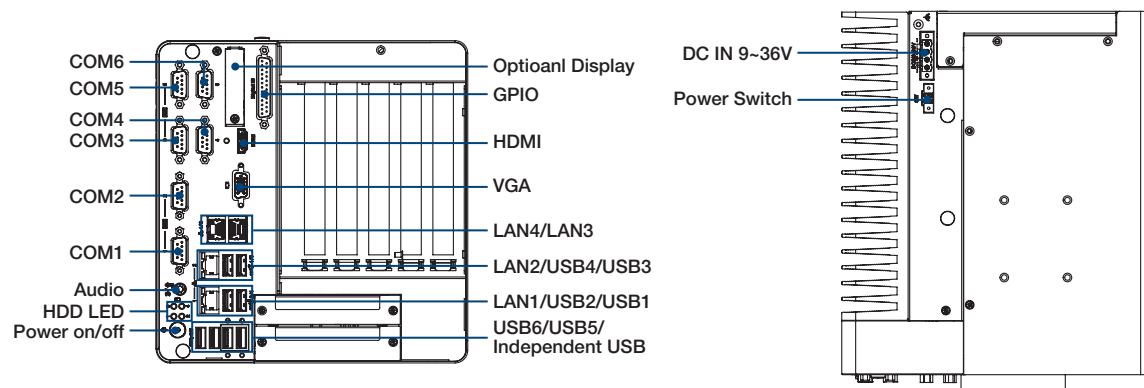 COM6
COM5
COM4
COM3
COM2
COM1
Audio
HDD LED
Power on/off
Optioanl Display
GPIO
HDMI
VGA
LAN4/LAN3
LAN2/USB4/USB3
LAN1/USB2/USB1
USB6/USB5/
Independent USB
DC IN 9~36V
Power Switch